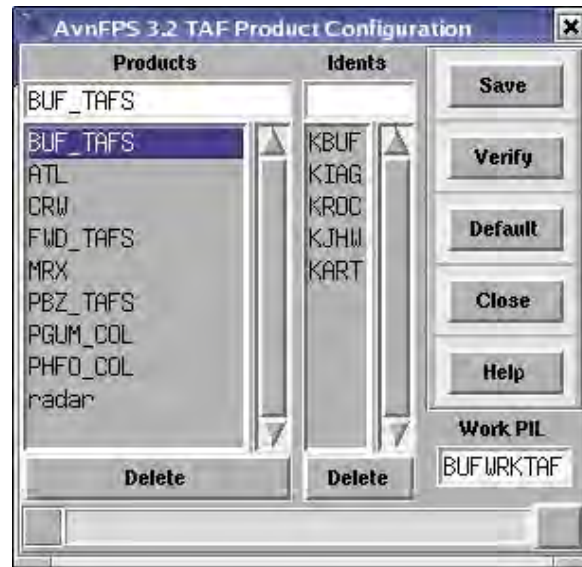 AvnFPS 3.2 TAF Product Configuration
Products
BUF_TAFS
BUF_TAFS
ATL
CRW
FWD_TAFS
MRX
PBZ_TAFS
PGUM_COL
PHFO_COL
radar
Delete
Idents
KBUF
KIAG
KROC
KJHW
KART
Delete
Save
Verify
Default
Close
Help
Work PIL
BUFWRKTAF